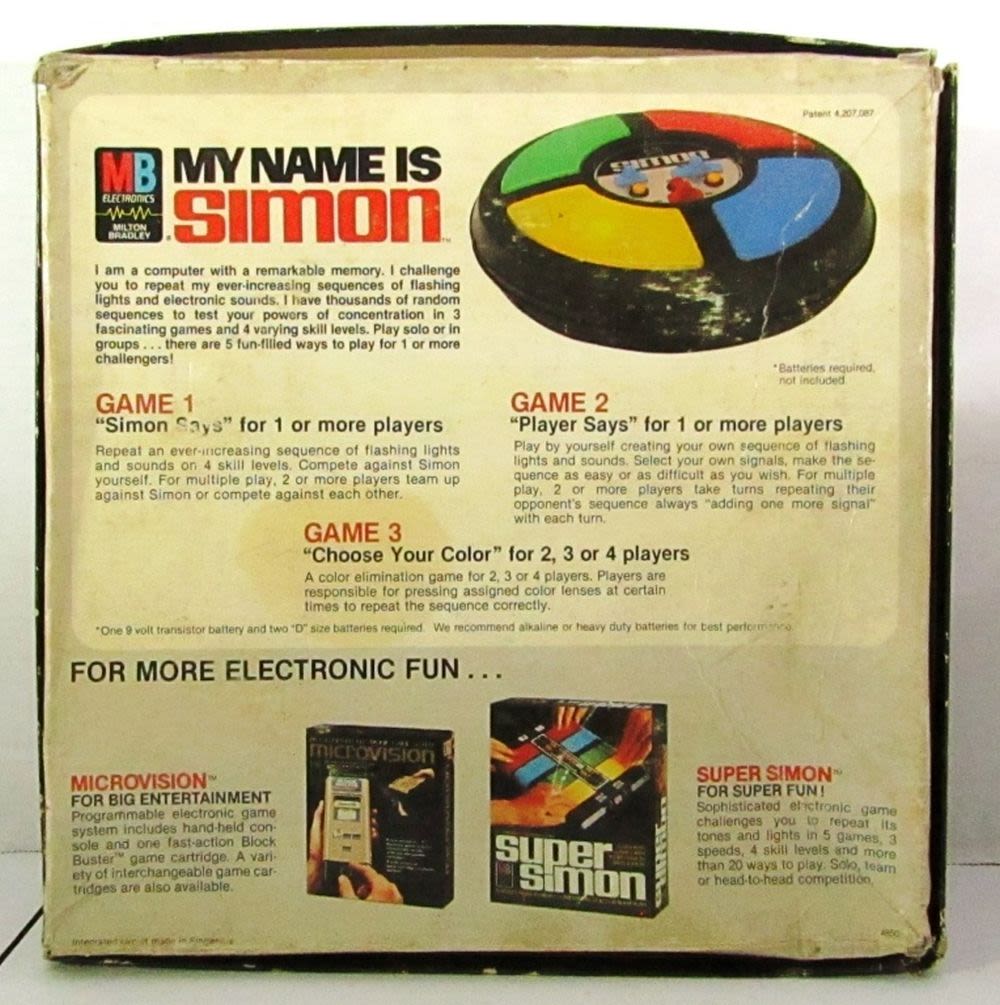 Patent 4,207,087
MB
ELECTRONICS
MILTON
BRADLEY
MY NAME IS
SIMON™
simon
I am a computer with a remarkable memory. I challenge
you to repeat my ever-increasing sequences of flashing
lights and electronic sounds. I have thousands of random
sequences to test your powers of concentration in 3
fascinating games and 4 varying skill levels. Play solo or in
groups . . . there are 5 fun-filled ways to play for 1 or more
challengers!
*Batteries required,
not included.
GAME 1
“Simon Says” for 1 or more players
Repeat an ever-increasing sequence of flashing lights
and sounds on 4 skill levels. Compete against Simon
yourself. For multiple play, 2 or more players team up
against Simon or compete against each other.
GAME 2
“Player Says” for 1 or more players
Play by yourself creating your own sequence of flashing
lights and sounds. Select your own signals, make the se-
quence as easy or as difficult as you wish. For multiple
play, 2 or more players take turns repeating their
opponent's sequence always “adding one more signal”
with each turn.
GAME 3
“Choose Your Color” for 2, 3 or 4 players
A color elimination game for 2, 3 or 4 players. Players are
responsible for pressing assigned color lenses at certain
times to repeat the sequence correctly.
*One 9 volt transistor battery and two “D” size batteries required. We recommend alkaline or heavy duty batteries for best performance.
FOR MORE ELECTRONIC FUN . . .
MICROVISION™
FOR BIG ENTERTAINMENT
Programmable electronic game
system includes hand-held con-
sole and one fast-action Block
Buster™ game cartridge. A vari-
ety of interchangeable game car-
tridges are also available.
microvision
super
simon
SUPER SIMON™
FOR SUPER FUN!
Sophisticated electronic game
challenges you to repeat its
tones and lights in 5 games, 3
speeds, 4 skill levels and more
than 20 ways to play. Solo, team
or head-to-head competition.
Integrated circuit made in
4850